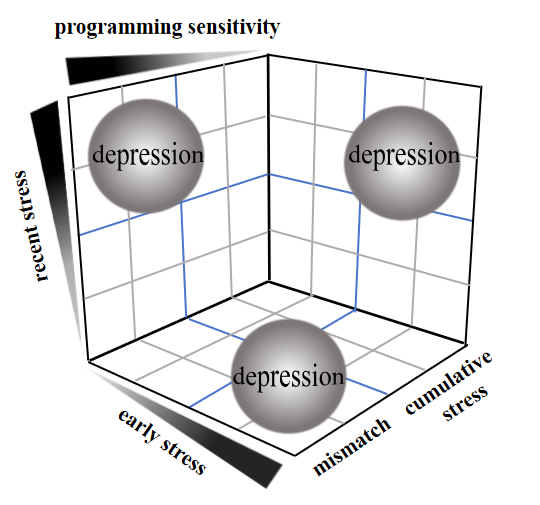 programming sensitivity
depression
depression
recent stress
depression
early stress
mismatch
cumulative
stress